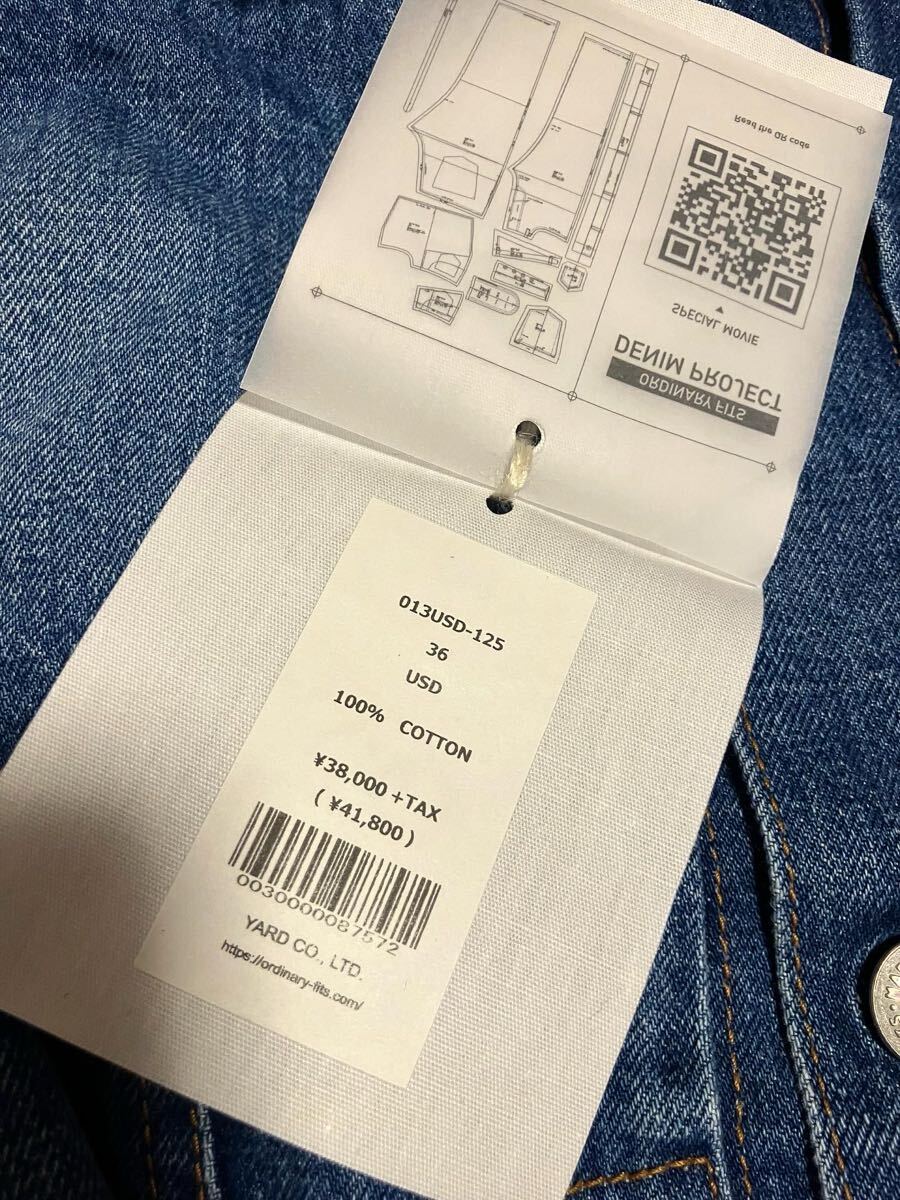 Read the QR code
SPECIAL MOVIE
DENIM PROJECT
ORDINARY FITS
013USD-125
36
USD
100% COTTON
¥38,000+TAX
(¥41,800)
0030000087572
YARD CO., LTD.
https://ordinary-fits.com/